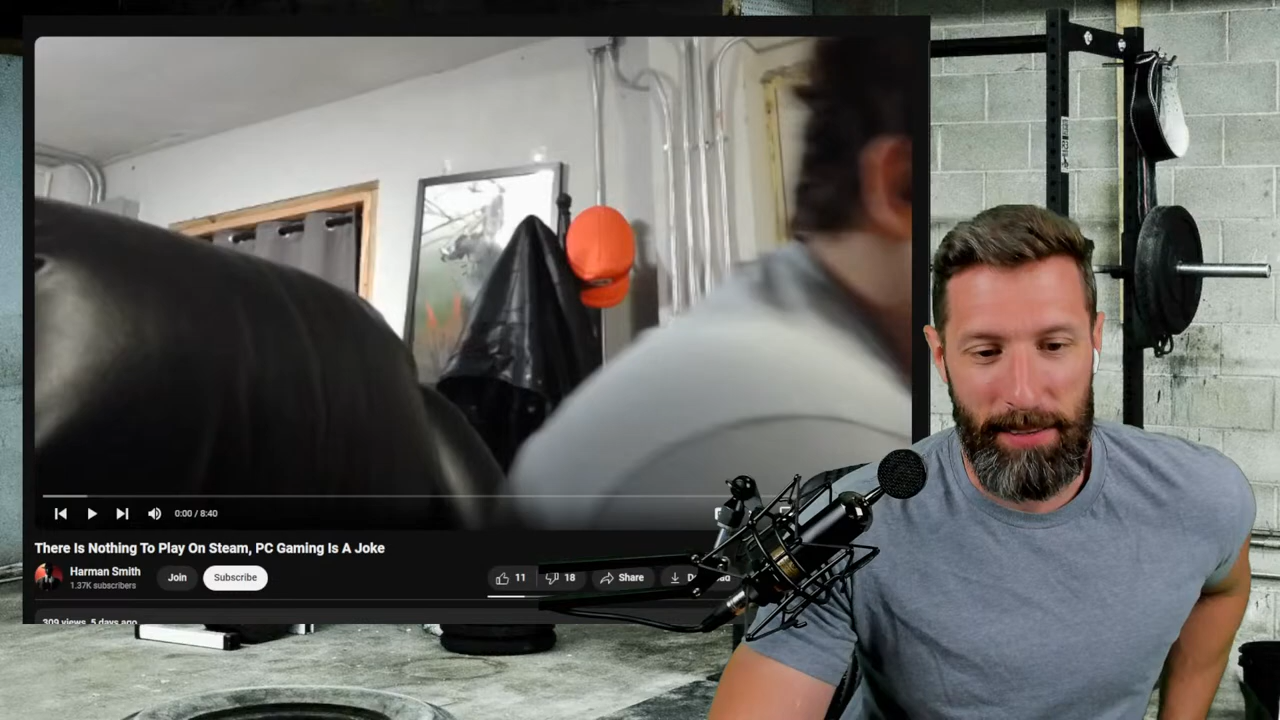 0:00 / 8:40
There Is Nothing To Play On Steam, PC Gaming Is A Joke
Harman Smith
1.37K subscribers
Join
Subscribe
11
18
Share
309 views 5 days ago